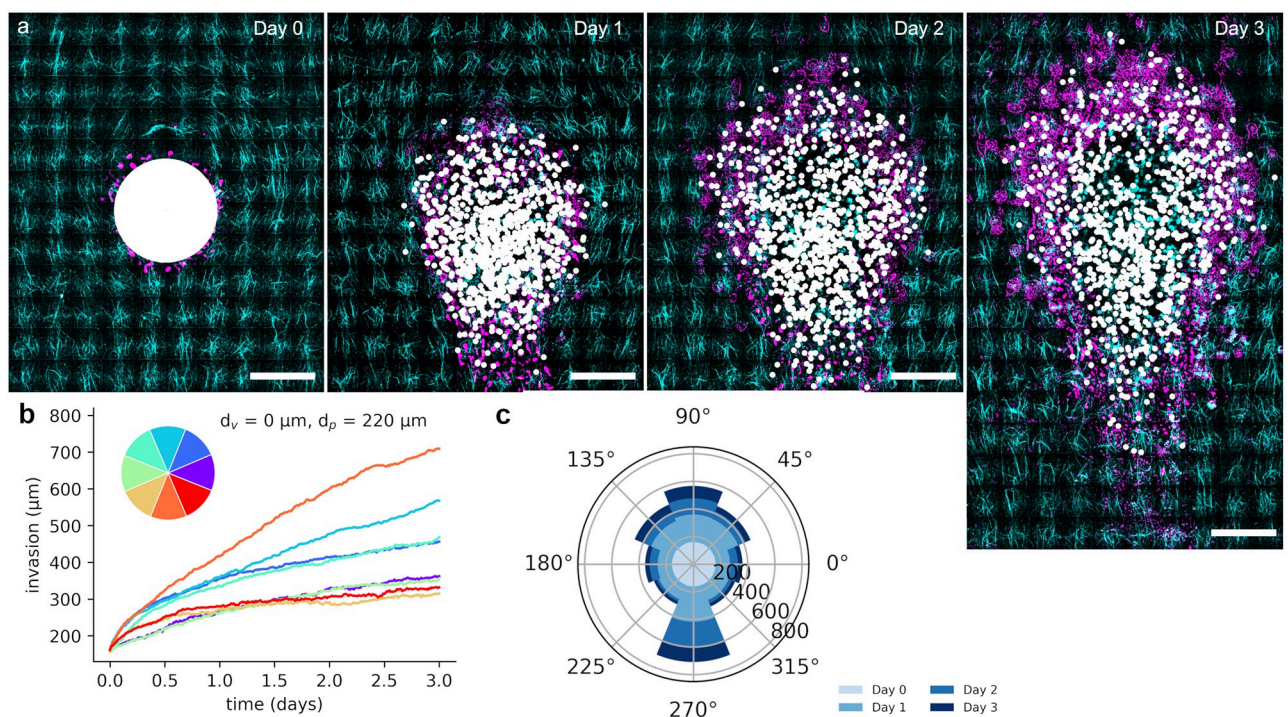 a
Day 0
Day 1
Day 2
Day 3
b
800
700
600
500
400
300
200
invasion (µm)
d_v = 0 µm, d_p = 220 µm
0.0 0.5 1.0 1.5 2.0 2.5 3.0
time (days)
c
90°
135° 45°
180° 0°
200
400
600
800
225° 315°
270°
Day 0 Day 2
Day 1 Day 3